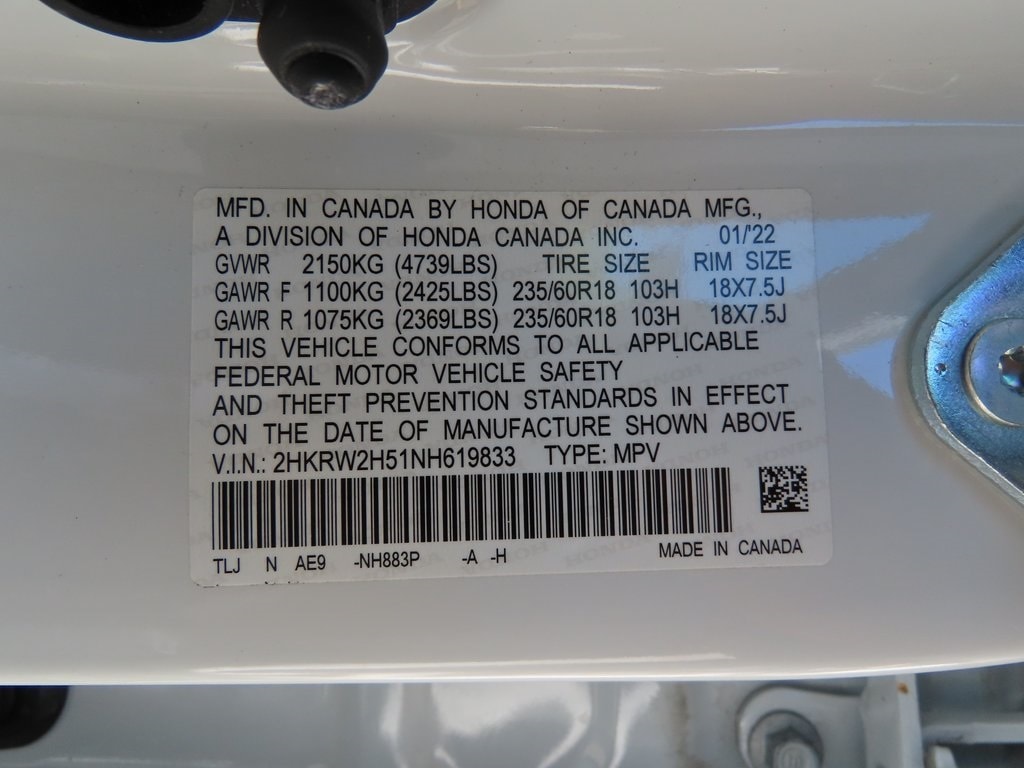 MFD. IN CANADA BY HONDA OF CANADA MFG.,
A DIVISION OF HONDA CANADA INC. 01/'22
GVWR 2150KG (4739LBS) TIRE SIZE RIM SIZE
GAWR F 1100KG (2425LBS) 235/60R18 103H 18X7.5J
GAWR R 1075KG (2369LBS) 235/60R18 103H 18X7.5J
THIS VEHICLE CONFORMS TO ALL APPLICABLE
FEDERAL MOTOR VEHICLE SAFETY
AND THEFT PREVENTION STANDARDS IN EFFECT
ON THE DATE OF MANUFACTURE SHOWN ABOVE.
V.I.N.: 2HKRW2H51NH619833 TYPE: MPV
TLJ N AE9 -NH883P -A -H MADE IN CANADA